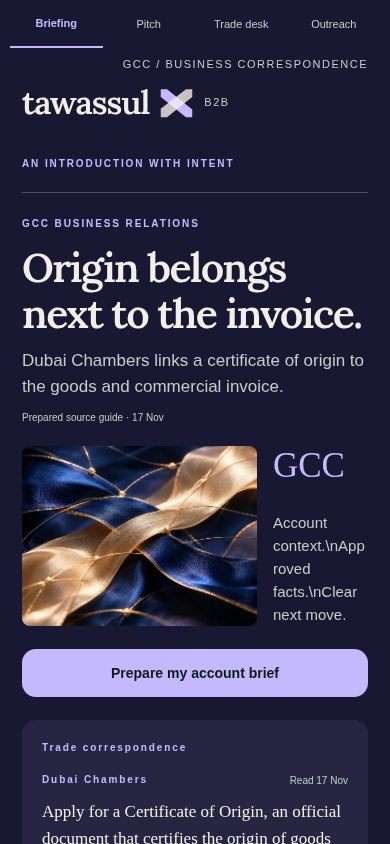 Briefing
Pitch
Trade desk
Outreach
GCC / BUSINESS CORRESPONDENCE
tawassul
B2B
AN INTRODUCTION WITH INTENT
GCC BUSINESS RELATIONS
Origin belongs
next to the invoice.
Dubai Chambers links a certificate of origin to
the goods and commercial invoice.
Prepared source guide · 17 Nov
GCC
Account
context.\nApp
roved
facts.\nClear
next move.
Prepare my account brief
Trade correspondence
Dubai Chambers
Read 17 Nov
Apply for a Certificate of Origin, an official
document that certifies the origin of goods